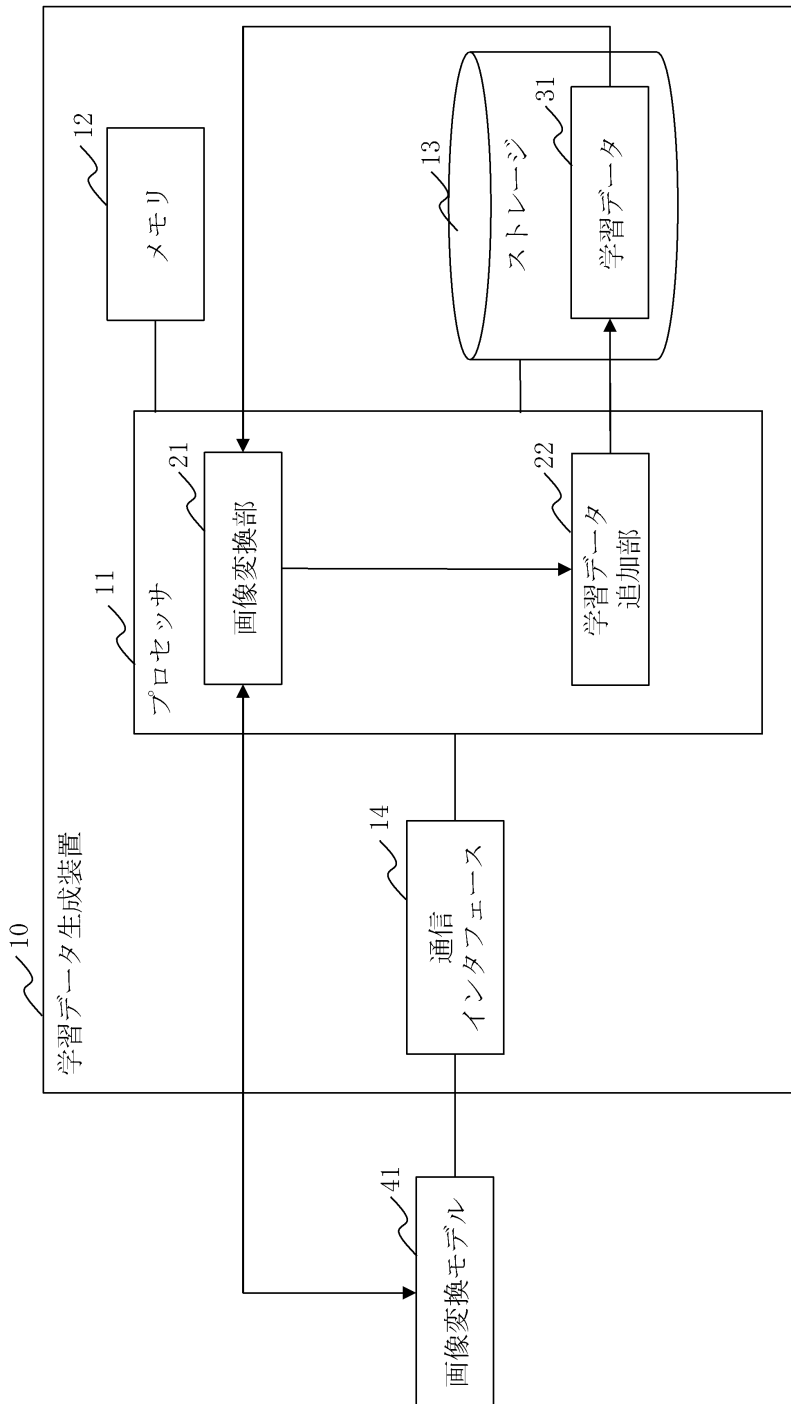 10
学習データ生成装置
11
プロセッサ
12
メモリ
21
画像変換部
22
学習データ
追加部
13
ストレージ
31
学習データ
14
通信
インタフェース
41
画像変換モデル